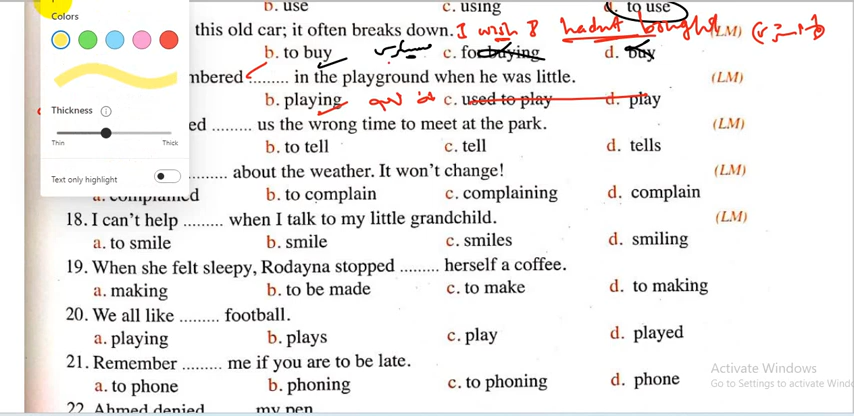 b. use c. using d. to use
Colors
this old car; it often breaks down. I wish I hadn't bought (LM)
b. to buy c. for buying d. buy
mbered ........ in the playground when he was little. (LM)
b. playing c. used to play d. play
Thickness
ed ......... us the wrong time to meet at the park. (LM)
Thin Thick
b. to tell c. tell d. tells
Text only highlight
......... about the weather. It won't change! (LM)
a. complained b. to complain c. complaining d. complain
18. I can't help ......... when I talk to my little grandchild. (LM)
a. to smile b. smile c. smiles d. smiling
19. When she felt sleepy, Rodayna stopped ......... herself a coffee.
a. making b. to be made c. to make d. to making
20. We all like ......... football.
a. playing b. plays c. play d. played
21. Remember ......... me if you are to be late.
a. to phone b. phoning c. to phoning d. phone
Activate Windows
Go to Settings to activate Windo
22. Ahmed denied my pen